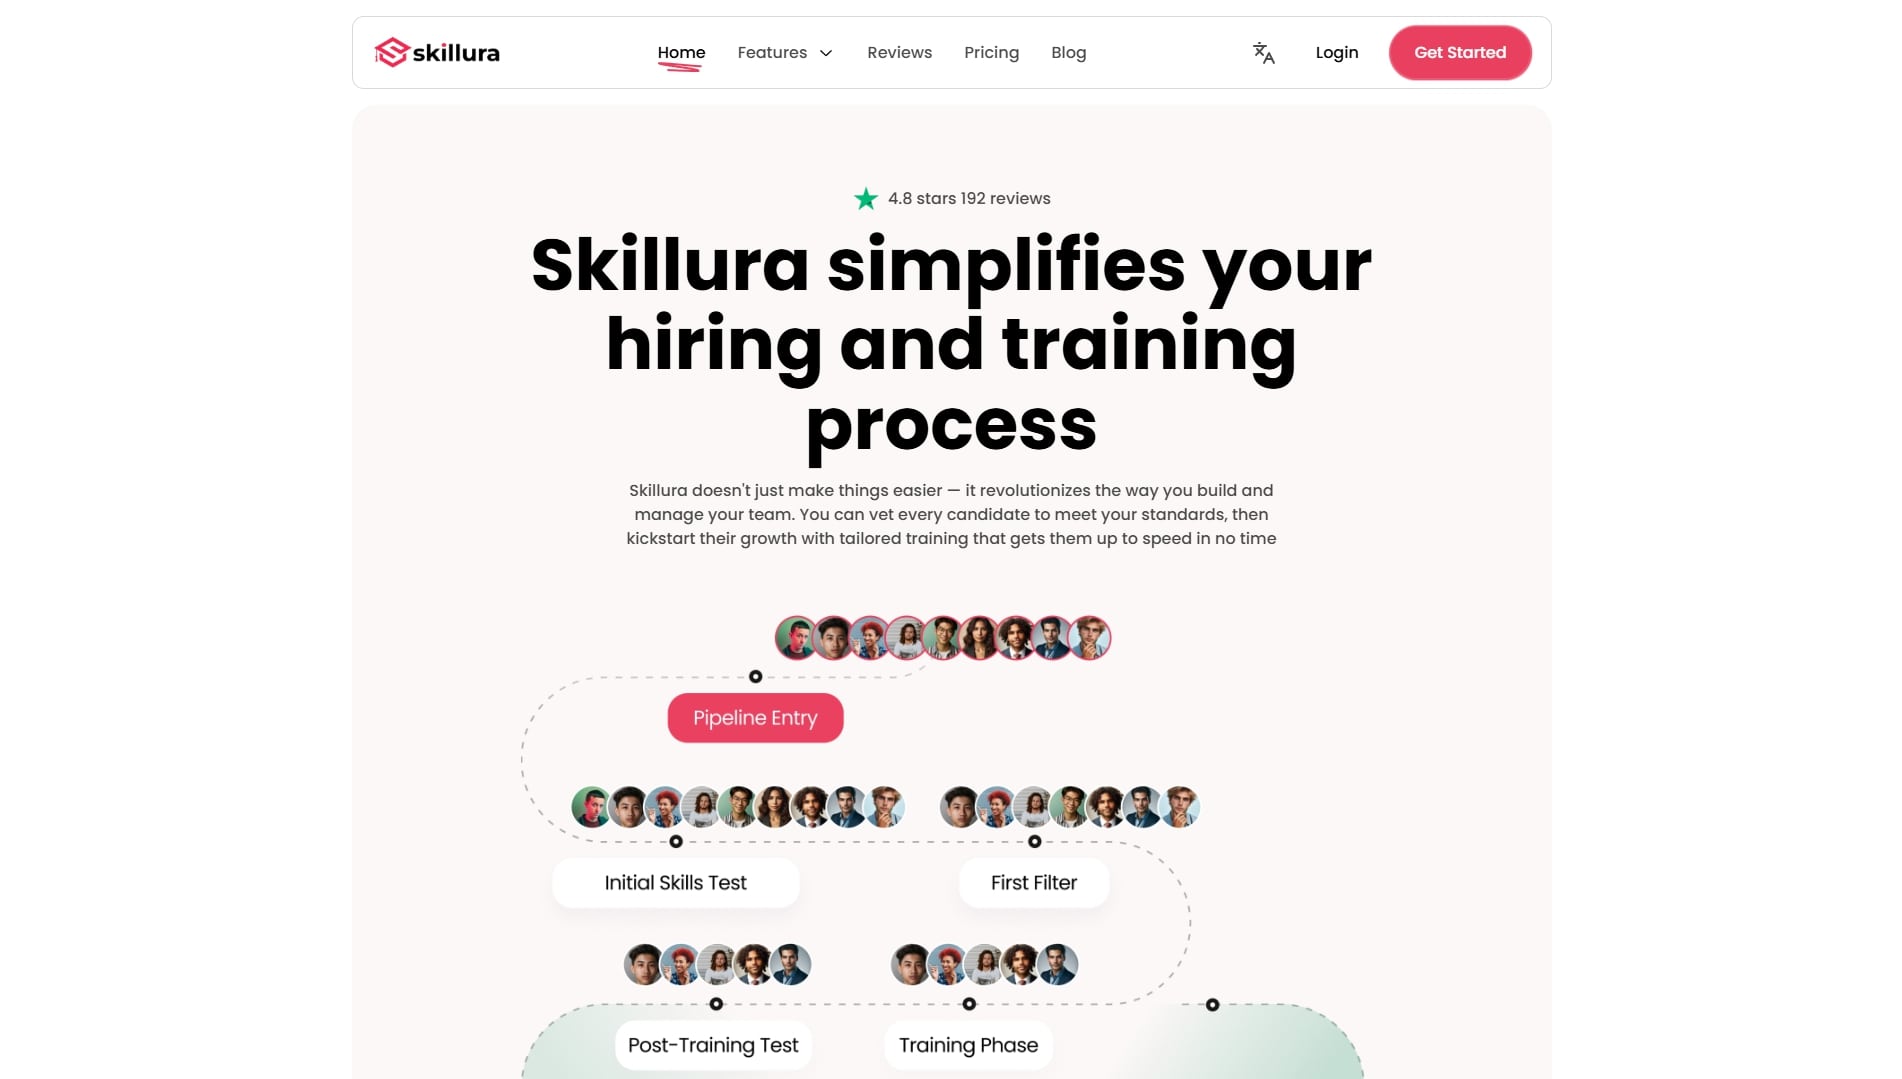 skillura
Home
Features
Reviews
Pricing
Blog
Login
Get Started
4.8 stars 192 reviews
Skillura simplifies your
hiring and training
process
Skillura doesn't just make things easier — it revolutionizes the way you build and
manage your team. You can vet every candidate to meet your standards, then
kickstart their growth with tailored training that gets them up to speed in no time
Pipeline Entry
Initial Skills Test
First Filter
Post-Training Test
Training Phase